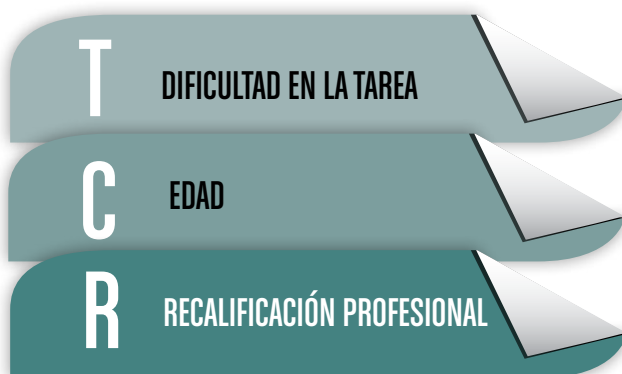 T DIFICULTAD EN LA TAREA
C EDAD
R RECALIFICACIÓN PROFESIONAL